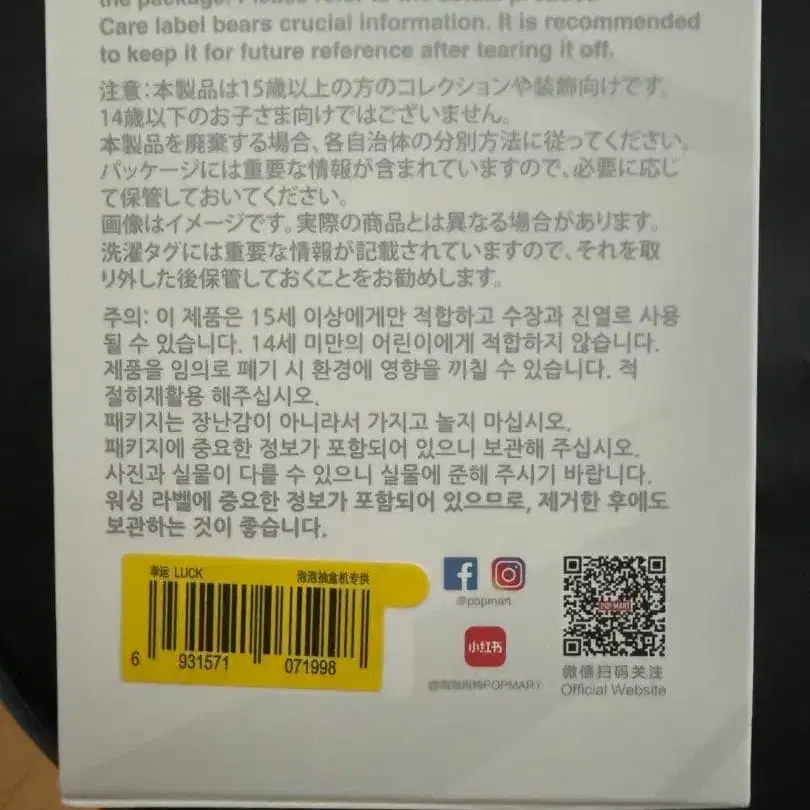 the package. Please refer to the actual product.
Care label bears crucial information. It is recommended
to keep it for future reference after tearing it off.
注意：本製品は15歳以上の方のコレクションや装飾向けです。
14歳以下のお子さま向けではございません。
本製品を廃棄する場合、各自治体の分別方法に従ってください。
パッケージには重要な情報が含まれていますので、必要に応じ
て保管しておいてください。
画像はイメージです。実際の商品とは異なる場合があります。
洗濯タグには重要な情報が記載されていますので、それを取
り外した後保管しておくことをお勧めします。
주의: 이 제품은 15세 이상에게만 적합하고 수장과 진열로 사용
될 수 있습니다. 14세 미만의 어린이에게 적합하지 않습니다.
제품을 임의로 폐기 시 환경에 영향을 끼칠 수 있습니다. 적
절히재활용 해주십시오.
패키지는 장난감이 아니라서 가지고 놀지 마십시오.
패키지에 중요한 정보가 포함되어 있으니 보관해 주십시오.
사진과 실물이 다를 수 있으니 실물에 준해 주시기 바랍니다.
워싱 라벨에 중요한 정보가 포함되어 있으므로, 제거한 후에도
보관하는 것이 좋습니다.
幸运 LUCK 泡泡抽盒机专供
6 931571 071998
@popmart
小红书
@泡泡玛特POPMART
POP MART
微信扫码关注
Official Website